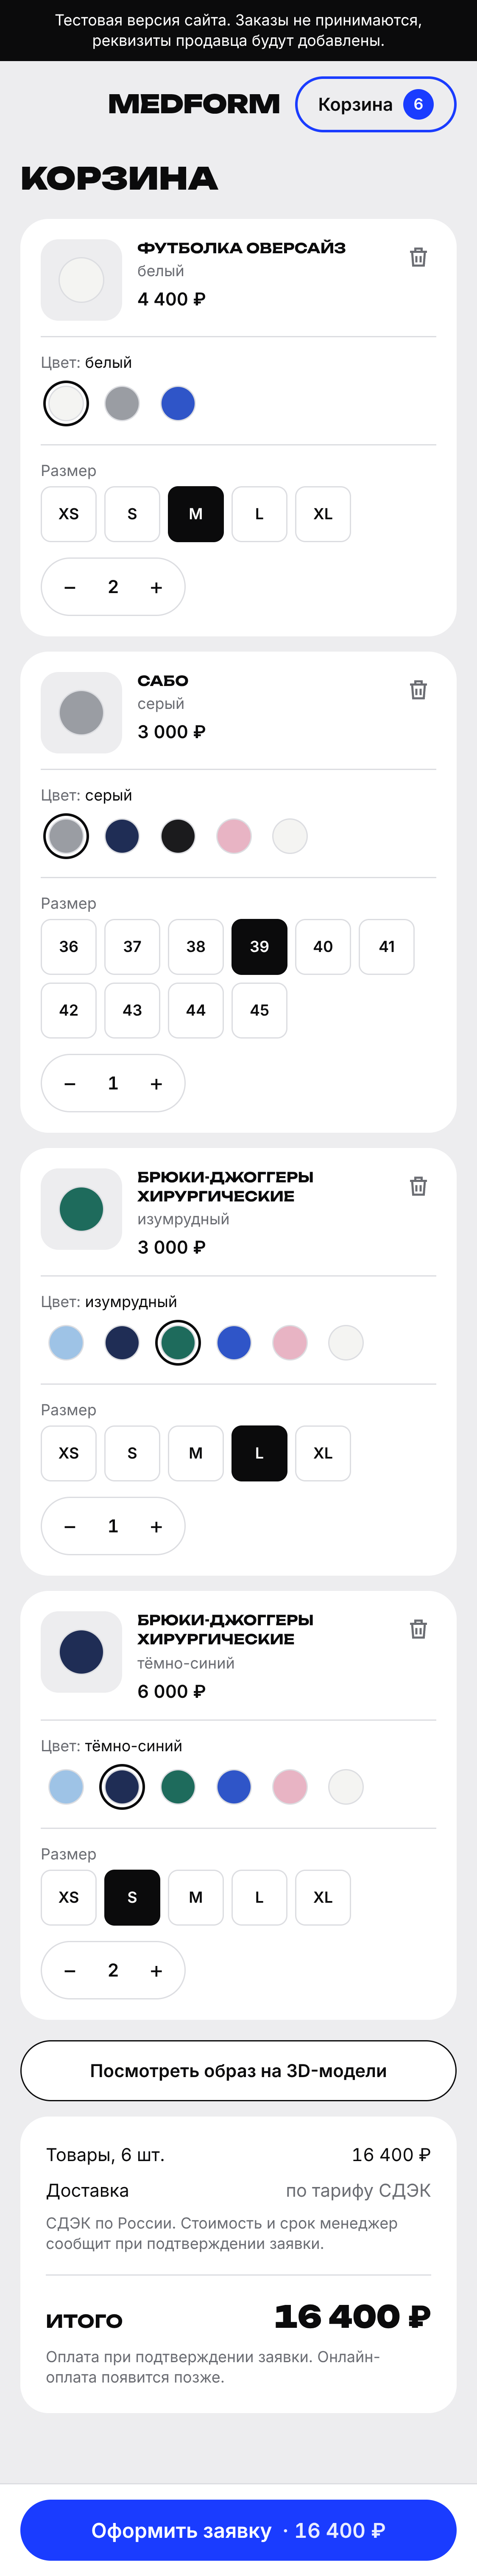 Тестовая версия сайта. Заказы не принимаются,
реквизиты продавца будут добавлены.
MEDFORM
Корзина 6
КОРЗИНА
ФУТБОЛКА ОВЕРСАЙЗ
белый
4 400 ₽
Цвет: белый
Размер
XS S M L XL
− 2 +
САБО
серый
3 000 ₽
Цвет: серый
Размер
36 37 38 39 40 41
42 43 44 45
− 1 +
БРЮКИ-ДЖОГГЕРЫ
ХИРУРГИЧЕСКИЕ
изумрудный
3 000 ₽
Цвет: изумрудный
Размер
XS S M L XL
− 1 +
БРЮКИ-ДЖОГГЕРЫ
ХИРУРГИЧЕСКИЕ
тёмно-синий
6 000 ₽
Цвет: тёмно-синий
Размер
XS S M L XL
− 2 +
Посмотреть образ на 3D-модели
Товары, 6 шт. 16 400 ₽
Доставка по тарифу СДЭК
СДЭК по России. Стоимость и срок менеджер
сообщит при подтверждении заявки.
ИТОГО 16 400 ₽
Оплата при подтверждении заявки. Онлайн-
оплата появится позже.
Оформить заявку · 16 400 ₽